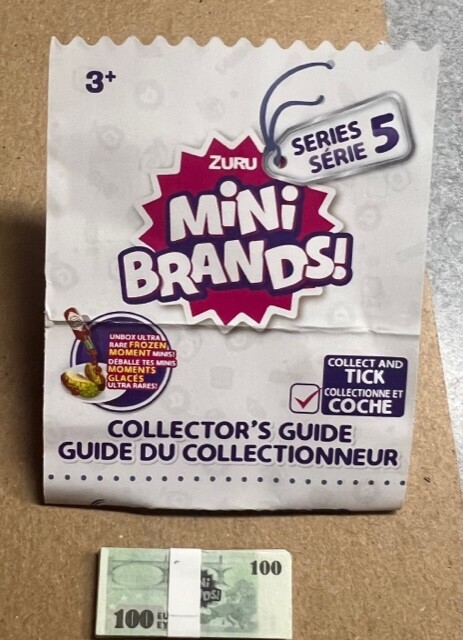 3+
SERIES
SÉRIE 5
ZURU
MiNi
BRANDS!
UNBOX ULTRA
RARE FROZEN
MOMENT MINIS!
DÉBALLE TES MINIS
MOMENTS
GLACÉS
ULTRA RARES!
COLLECT AND
TICK
COLLECTIONNE ET
COCHE
COLLECTOR'S GUIDE
GUIDE DU COLLECTIONNEUR
100
100